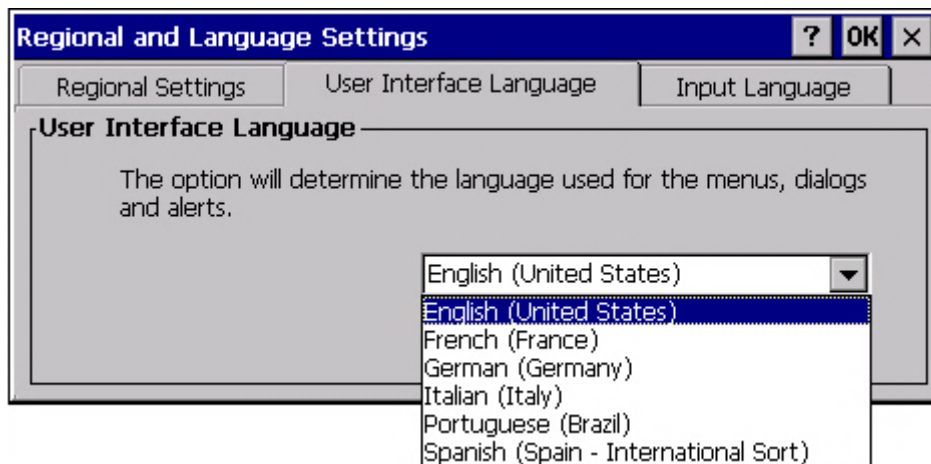 Regional and Language Settings ? OK ×
Regional Settings User Interface Language Input Language
User Interface Language
The option will determine the language used for the menus, dialogs
and alerts.
English (United States)
English (United States)
French (France)
German (Germany)
Italian (Italy)
Portuguese (Brazil)
Spanish (Spain - International Sort)